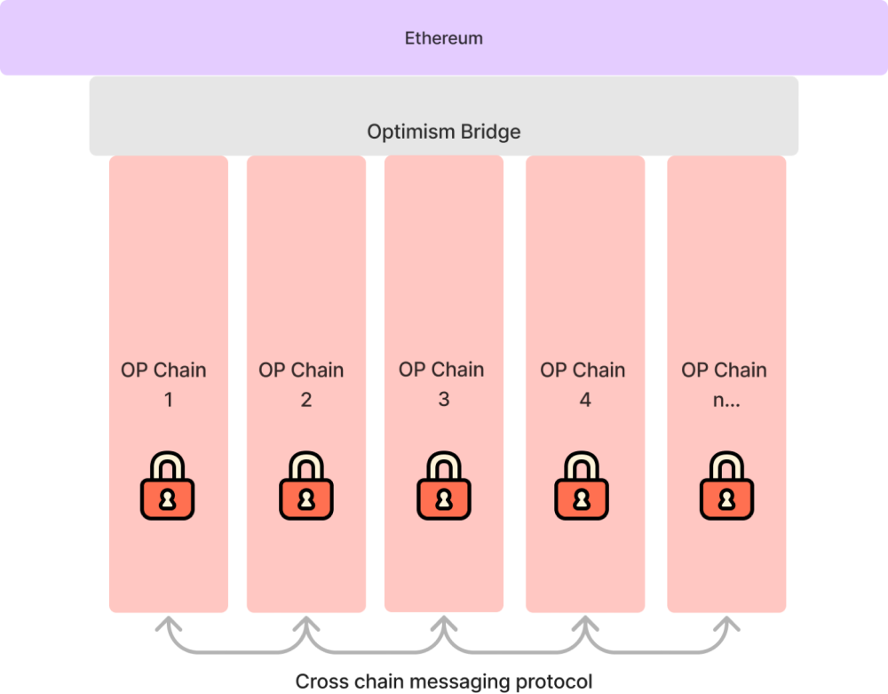 Ethereum
Optimism Bridge
OP Chain
1
OP Chain
2
OP Chain
3
OP Chain
4
OP Chain
n...
Cross chain messaging protocol